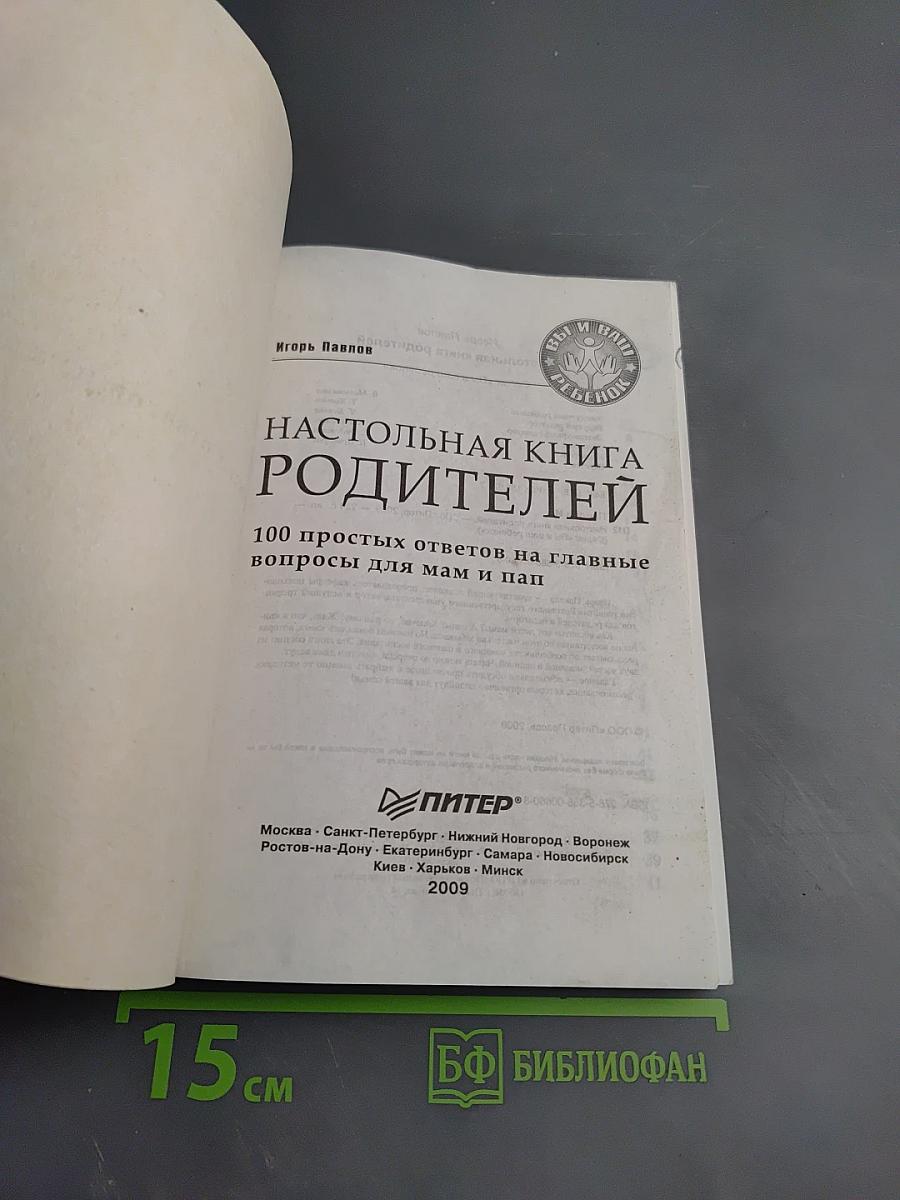 Игорь Павлов
ВЫ И ВАШ
РЕБЕНОК
НАСТОЛЬНАЯ КНИГА
РОДИТЕЛЕЙ
100 простых ответов на главные
вопросы для мам и пап
ПИТЕР®
Москва · Санкт-Петербург · Нижний Новгород · Воронеж
Ростов-на-Дону · Екатеринбург · Самара · Новосибирск
Киев · Харьков · Минск
2009
15 см
БФ БИБЛИОФАН